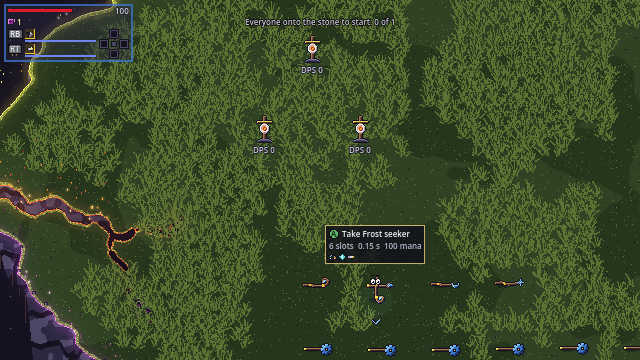 100
1
Everyone onto the stone to start: 0 of 1
RB
RT
DPS 0
DPS 0
DPS 0
A Take Frost seeker
6 slots 0.15 s 100 mana